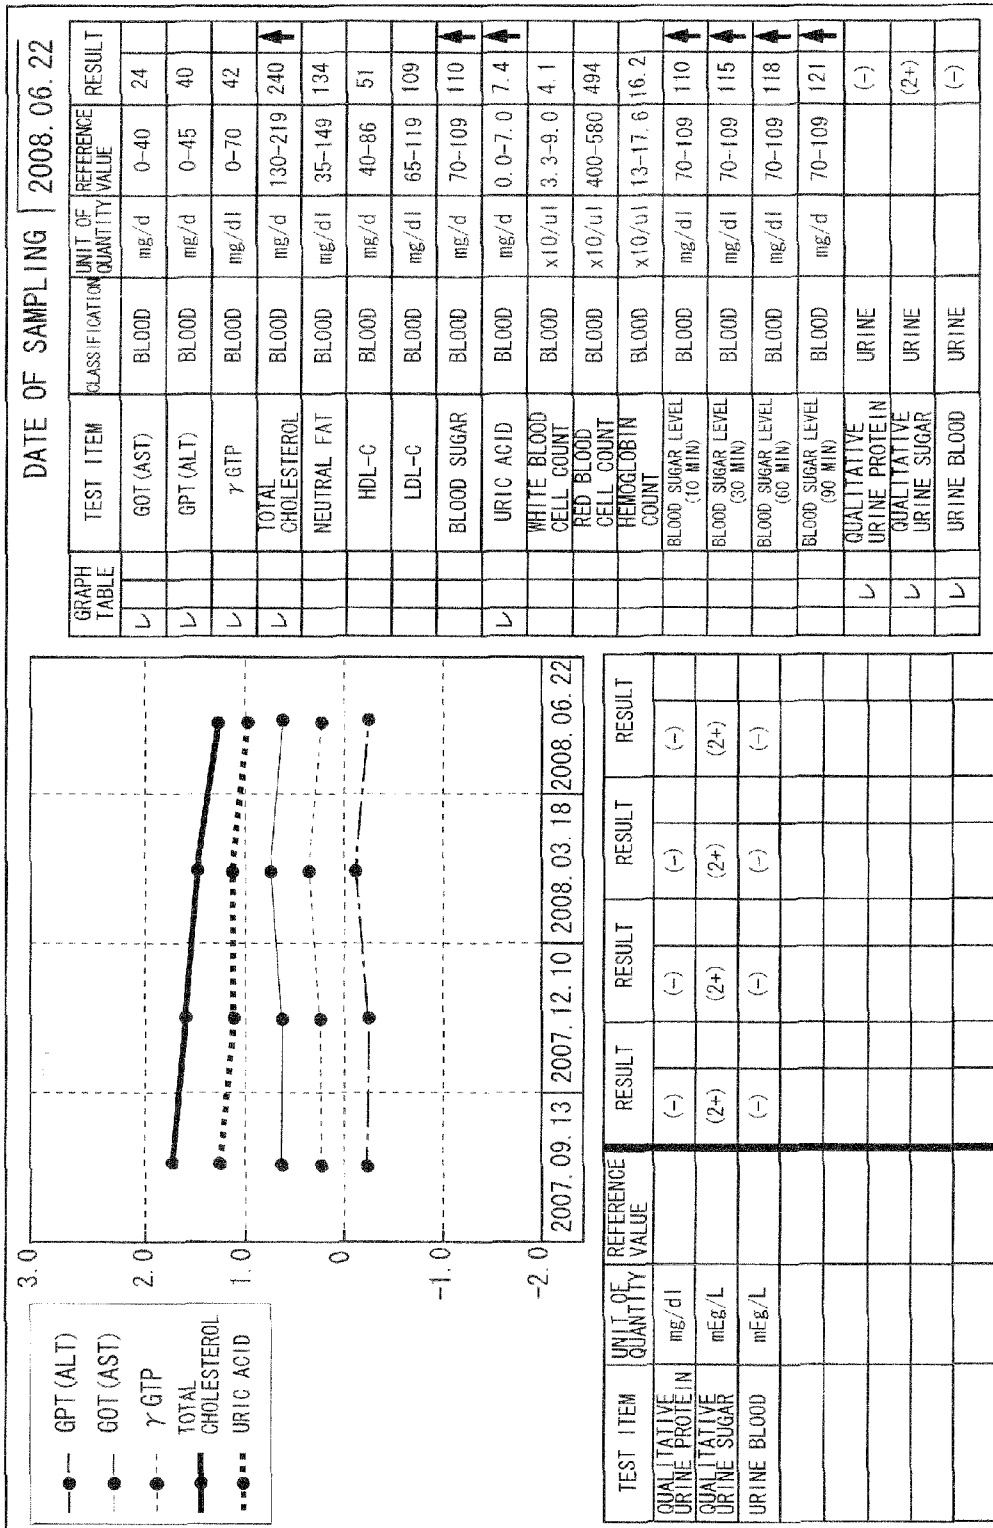 GPT(ALT)
GOT(AST)
γ GTP
TOTAL
CHOLESTEROL
URIC ACID
3.0
2.0
1.0
0
-1.0
-2.0
2007.09.13 2007.12.10 2008.03.18 2008.06.22
TEST ITEM UNIT OF QUANTITY REFERENCE VALUE RESULT RESULT RESULT RESULT
QUALITATIVE URINE PROTEIN mg/dl (-) (-) (-) (-)
QUALITATIVE URINE SUGAR mEg/L (2+) (2+) (2+) (2+)
URINE BLOOD mEg/L (-) (-) (-) (-)
DATE OF SAMPLING 2008.06.22
GRAPH TABLE TEST ITEM CLASSIFICATION UNIT OF QUANTITY REFERENCE VALUE RESULT
レ GOT(AST) BLOOD mg/d 0-40 24
レ GPT(ALT) BLOOD mg/d 0-45 40
レ γ GTP BLOOD mg/dl 0-70 42
レ TOTAL CHOLESTEROL BLOOD mg/d 130-219 240 ↑
NEUTRAL FAT BLOOD mg/dl 35-149 134
HDL-C BLOOD mg/d 40-86 51
LDL-C BLOOD mg/dl 65-119 109
BLOOD SUGAR BLOOD mg/dl 70-109 110 ↑
レ URIC ACID BLOOD mg/d 0.0-7.0 7.4 ↑
WHITE BLOOD CELL COUNT BLOOD x10/ul 3.3-9.0 4.1
RED BLOOD CELL COUNT BLOOD x10/ul 400-580 494
HEMOGLOBIN COUNT BLOOD x10/ul 13-17.6 16.2
BLOOD SUGAR LEVEL (10 MIN) BLOOD mg/dl 70-109 110 ↑
BLOOD SUGAR LEVEL (30 MIN) BLOOD mg/dl 70-109 115 ↑
BLOOD SUGAR LEVEL (60 MIN) BLOOD mg/dl 70-109 118 ↑
BLOOD SUGAR LEVEL (90 MIN) BLOOD mg/d 70-109 121 ↑
レ QUALITATIVE URINE PROTEIN URINE (-)
レ QUALITATIVE URINE SUGAR URINE (2+)
レ URINE BLOOD URINE (-)